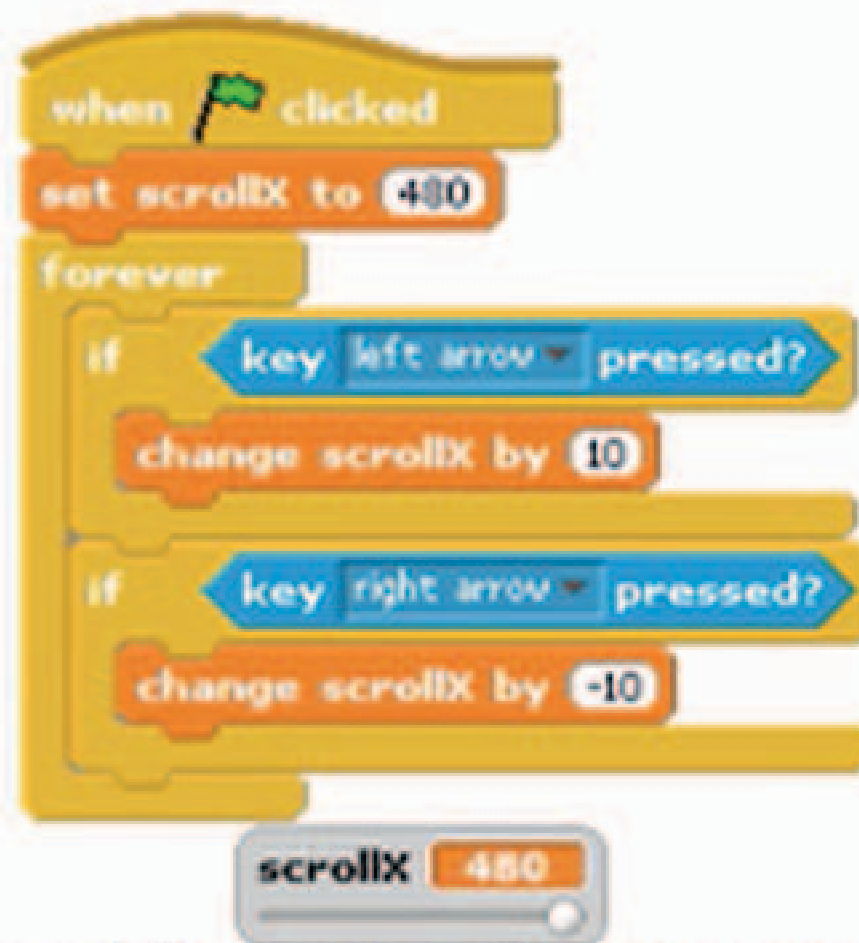 when clicked
set scrollX to 480
forever
if key left arrow pressed?
change scrollX by 10
if key right arrow pressed?
change scrollX by -10
scrollX 480